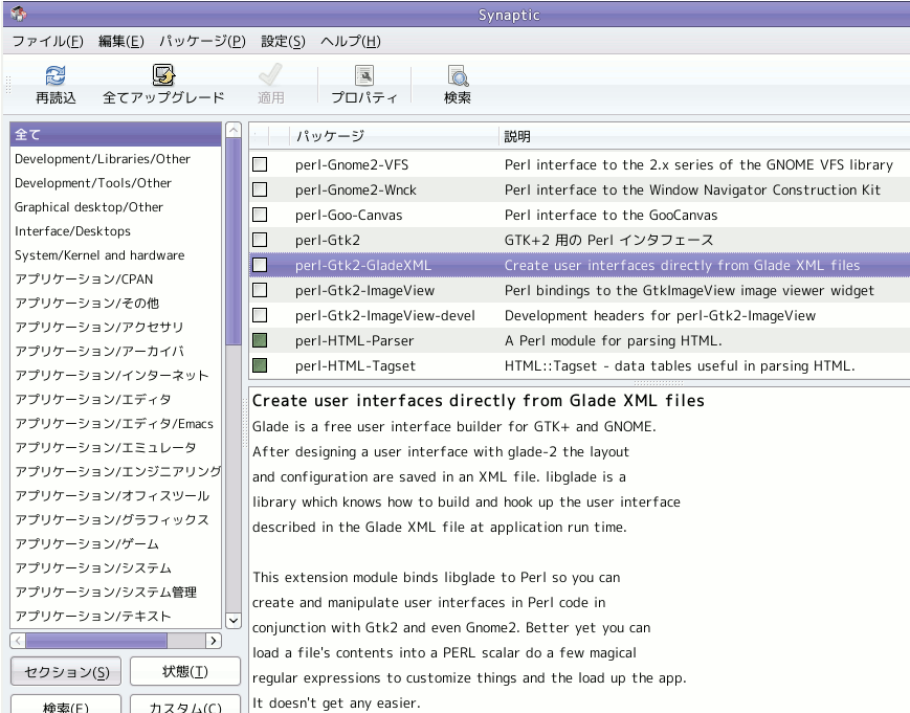 Synaptic
ファイル(F) 編集(E) パッケージ(P) 設定(S) ヘルプ(H)
再読込 全てアップグレード 適用 プロパティ 検索
全て
Development/Libraries/Other
Development/Tools/Other
Graphical desktop/Other
Interface/Desktops
System/Kernel and hardware
アプリケーション/CPAN
アプリケーション/その他
アプリケーション/アクセサリ
アプリケーション/アーカイバ
アプリケーション/インターネット
アプリケーション/エディタ
アプリケーション/エディタ/Emacs
アプリケーション/エミュレータ
アプリケーション/エンジニアリング
アプリケーション/オフィスツール
アプリケーション/グラフィックス
アプリケーション/ゲーム
アプリケーション/システム
アプリケーション/システム管理
アプリケーション/テキスト
セクション(S) 状態(T)
検索(E) カスタム(C)
パッケージ 説明
perl-Gnome2-VFS Perl interface to the 2.x series of the GNOME VFS library
perl-Gnome2-Wnck Perl interface to the Window Navigator Construction Kit
perl-Goo-Canvas Perl interface to the GooCanvas
perl-Gtk2 GTK+2 用の Perl インタフェース
perl-Gtk2-GladeXML Create user interfaces directly from Glade XML files
perl-Gtk2-ImageView Perl bindings to the GtkImageView image viewer widget
perl-Gtk2-ImageView-devel Development headers for perl-Gtk2-ImageView
perl-HTML-Parser A Perl module for parsing HTML.
perl-HTML-Tagset HTML::Tagset - data tables useful in parsing HTML.
Create user interfaces directly from Glade XML files
Glade is a free user interface builder for GTK+ and GNOME.
After designing a user interface with glade-2 the layout
and configuration are saved in an XML file. libglade is a
library which knows how to build and hook up the user interface
described in the Glade XML file at application run time.
This extension module binds libglade to Perl so you can
create and manipulate user interfaces in Perl code in
conjunction with Gtk2 and even Gnome2. Better yet you can
load a file's contents into a PERL scalar do a few magical
regular expressions to customize things and the load up the app.
It doesn't get any easier.